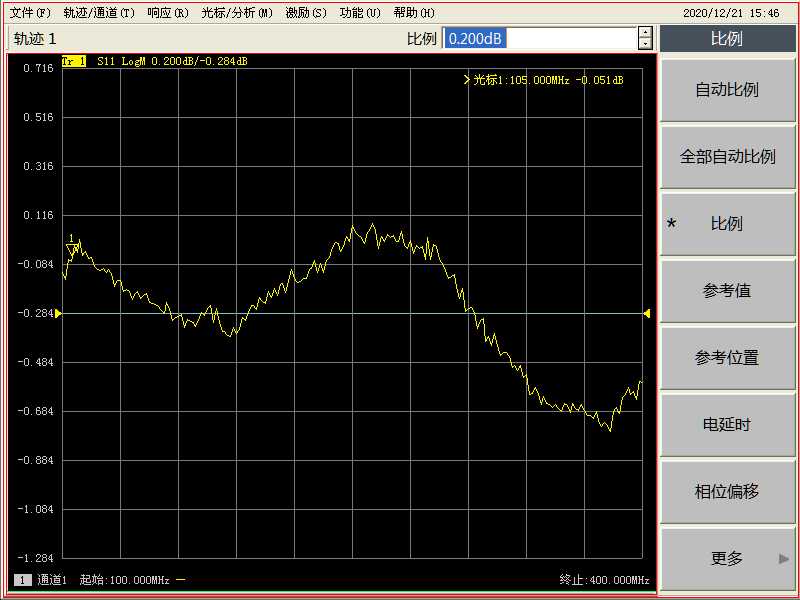 文件(F) 轨迹/通道(T) 响应(R) 光标/分析(M) 激励(S) 功能(U) 帮助(H) 2020/12/21 15:46
轨迹 1 比例 0.200dB
比例
Tr 1 S11 LogM 0.200dB/-0.284dB
>光标1:105.000MHz -0.051dB
0.716
0.516
0.316
0.116
-0.084
-0.284
-0.484
-0.684
-0.884
-1.084
-1.284
1
1 通道1 起始:100.000MHz — 终止:400.000MHz
自动比例
全部自动比例
* 比例
参考值
参考位置
电延时
相位偏移
更多